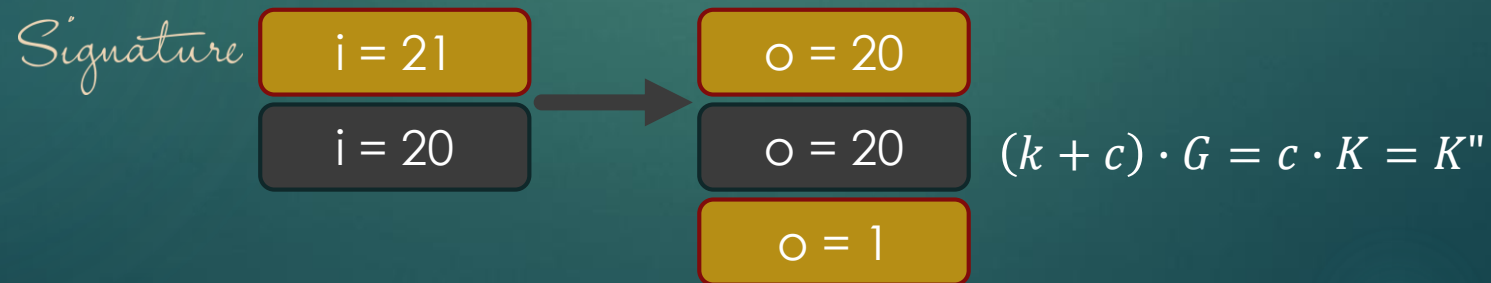 Signature
i = 21
i = 20
o = 20
o = 20
o = 1
(k + c) · G = c · K = K"